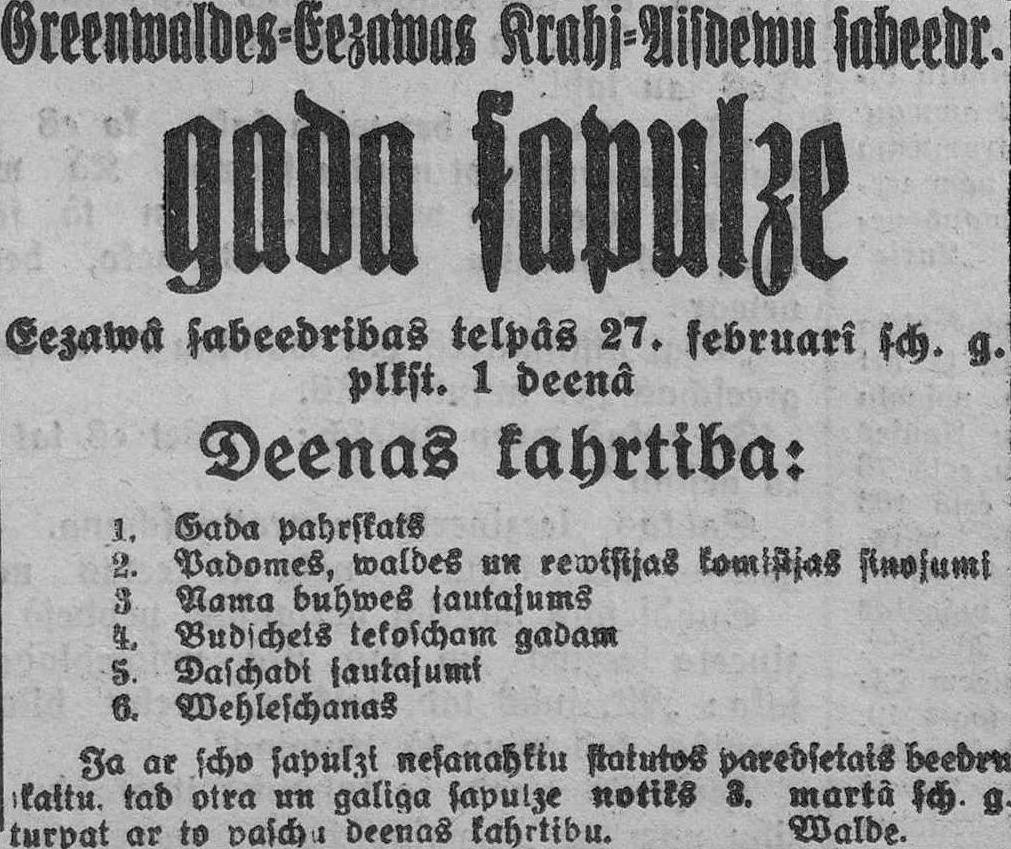 Greenwaldes-Eezawas Krahj-Aisdewu sabeedr.
gada sapulze
Eezawâ sabeedribas telpâs 27. februarî sch. g.
plkst. 1 deenâ
Deenas kahrtiba:
1. Gada pahrskats
2. Padomes, waldes un rewisijas komisijas sinojumi
3 Nama buhwes jautajums
4. Budschets tekoscham gadam
5. Daschadi jautajumi
6. Wehleschanas
Ja ar scho sapulzi nesanahktu statutos paredsetais beedru
skaitu, tad otra un galiga sapulze notiks 3. martâ sch. g.
turpat ar to paschu deenas kahrtibu. Walde.